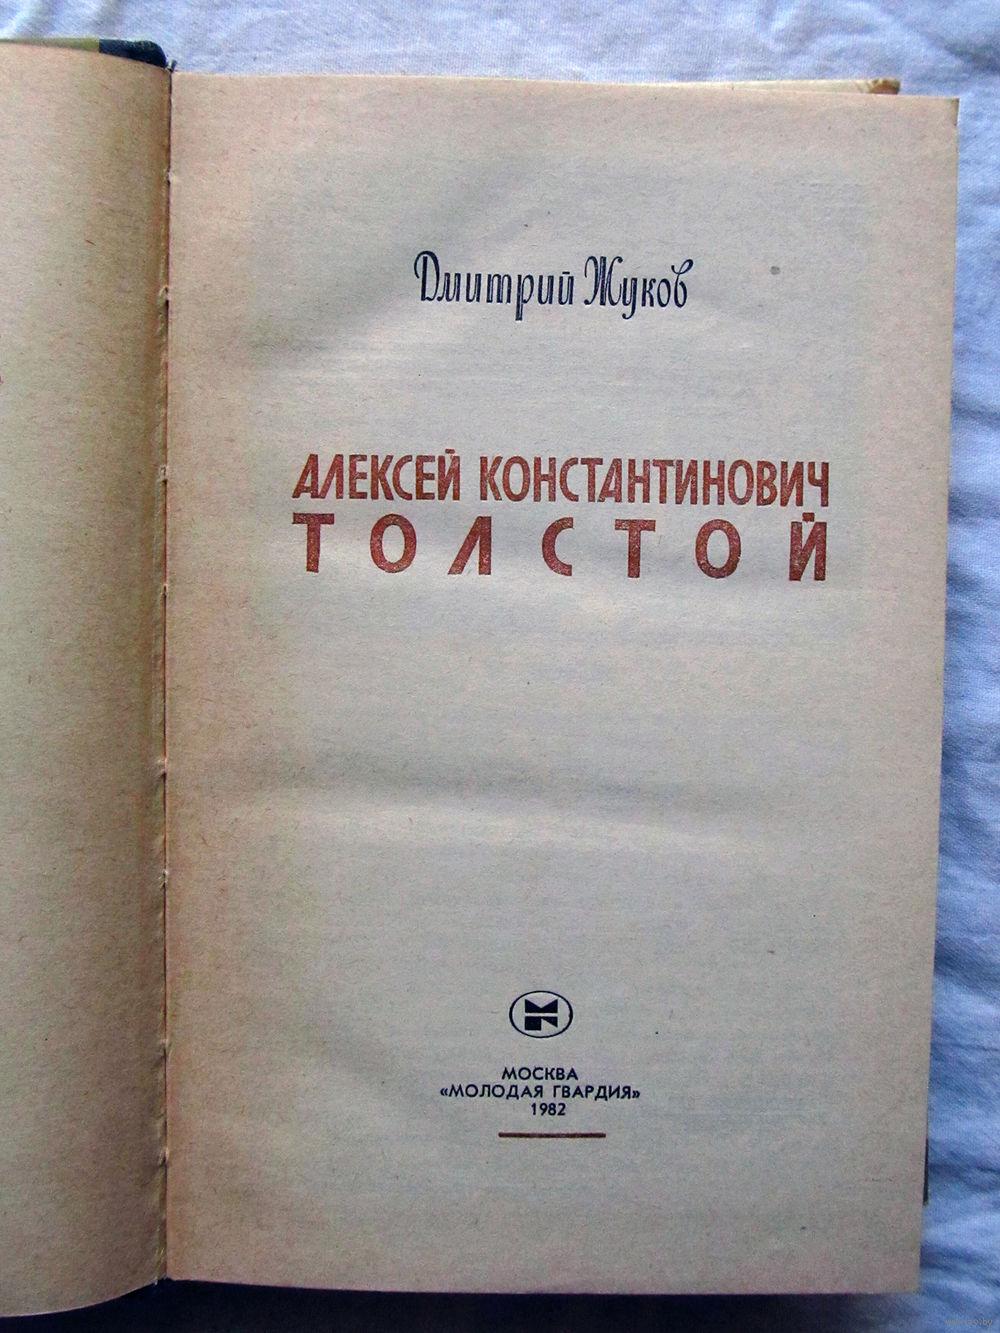 Дмитрий Жуков
АЛЕКСЕЙ КОНСТАНТИНОВИЧ
ТОЛСТОЙ
МОСКВА
«МОЛОДАЯ ГВАРДИЯ»
1982